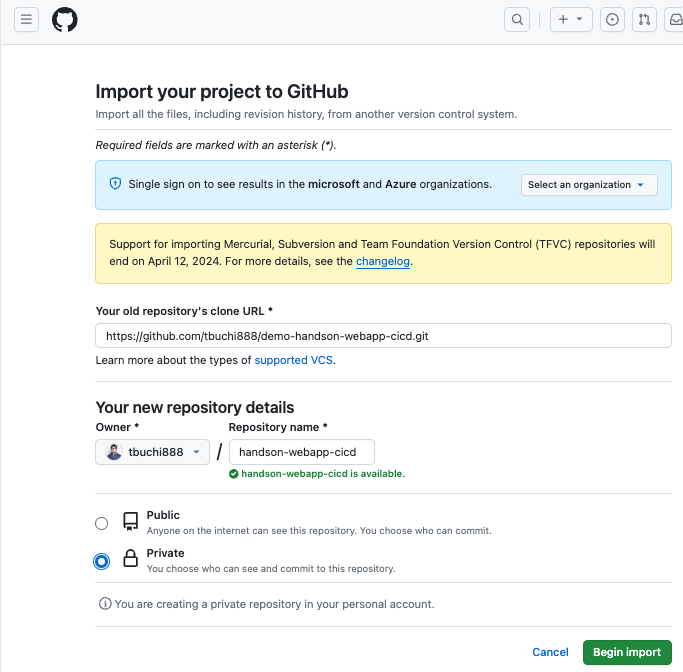 Import your project to GitHub
Import all the files, including revision history, from another version control system.
Required fields are marked with an asterisk (*).
Single sign on to see results in the microsoft and Azure organizations.
Select an organization
Support for importing Mercurial, Subversion and Team Foundation Version Control (TFVC) repositories will
end on April 12, 2024. For more details, see the changelog.
Your old repository's clone URL *
https://github.com/tbuchi888/demo-handson-webapp-cicd.git
Learn more about the types of supported VCS.
Your new repository details
Owner *
Repository name *
tbuchi888
/
handson-webapp-cicd
handson-webapp-cicd is available.
Public
Anyone on the internet can see this repository. You choose who can commit.
Private
You choose who can see and commit to this repository.
You are creating a private repository in your personal account.
Cancel
Begin import